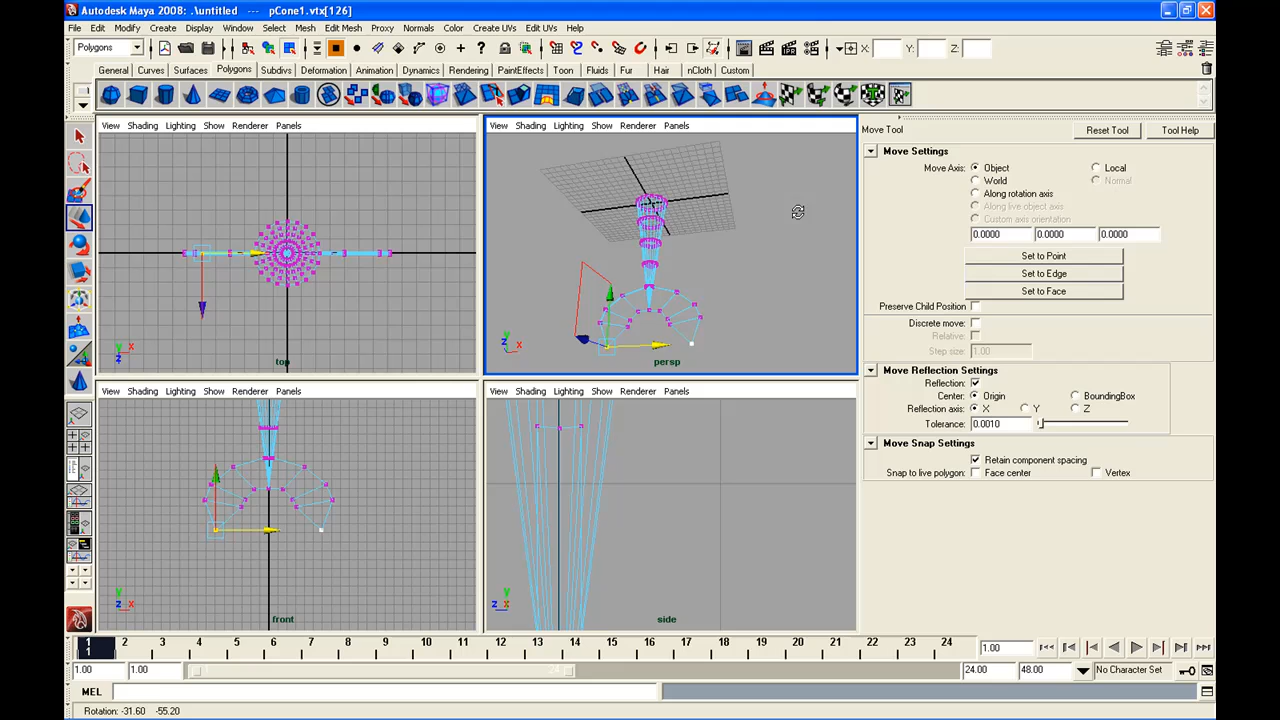 Autodesk Maya 2008: .\untitled --- pCone1.vtx[126]
File Edit Modify Create Display Window Select Mesh Edit Mesh Proxy Normals Color Create UVs Edit UVs Help
Polygons X: Y: Z:
General Curves Surfaces Polygons Subdivs Deformation Animation Dynamics Rendering PaintEffects Toon Fluids Fur Hair nCloth Custom
View Shading Lighting Show Renderer Panels
View Shading Lighting Show Renderer Panels
top
persp
View Shading Lighting Show Renderer Panels
View Shading Lighting Show Renderer Panels
front
side
Move Tool Reset Tool Tool Help
Move Settings
Move Axis: Object Local
World Normal
Along rotation axis
Along live object axis
Custom axis orientation
0.0000 0.0000 0.0000
Set to Point
Set to Edge
Set to Face
Preserve Child Position
Discrete move:
Relative:
Step size: 1.00
Move Reflection Settings
Reflection:
Center: Origin BoundingBox
Reflection axis: X Y Z
Tolerance: 0.0010
Move Snap Settings
Retain component spacing
Snap to live polygon: Face center Vertex
1 2 3 4 5 6 7 8 9 10 11 12 13 14 15 16 17 18 19 20 21 22 23 24
1 1.00
1.00 1.00 24 24.00 48.00 No Character Set
MEL
Rotation: -31.60 -55.20